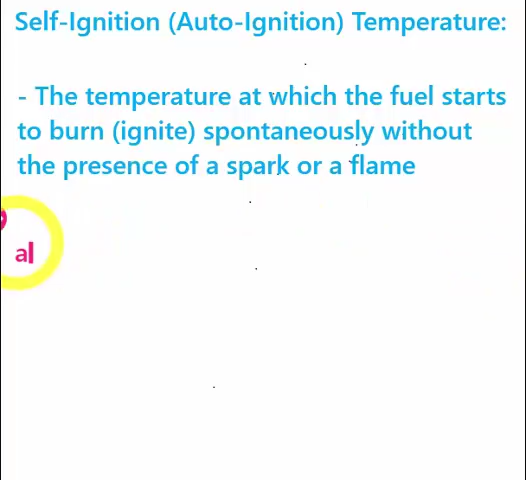 Self-Ignition (Auto-Ignition) Temperature:
- The temperature at which the fuel starts
to burn (ignite) spontaneously without
the presence of a spark or a flame
al